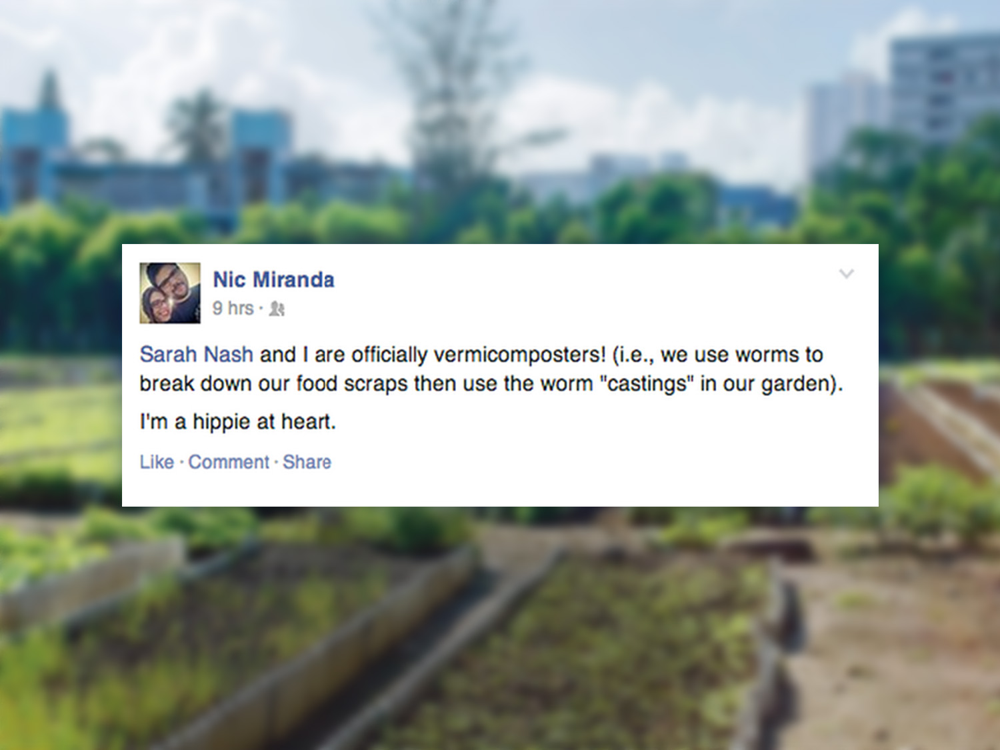 Nic Miranda
9 hrs ·
Sarah Nash and I are officially vermicomposters! (i.e., we use worms to
break down our food scraps then use the worm "castings" in our garden).
I'm a hippie at heart.
Like · Comment · Share